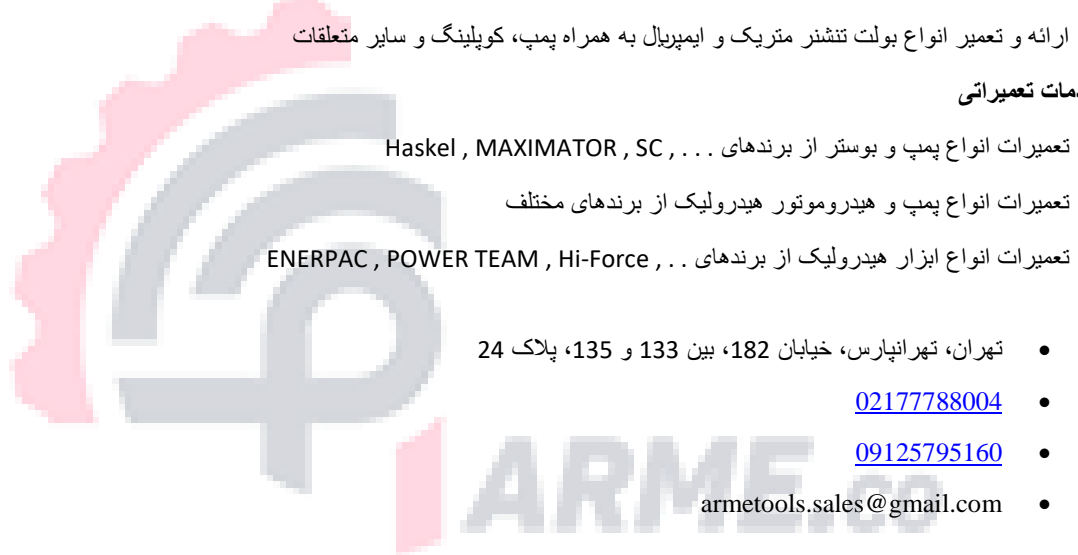 ارائه و تعمیر انواع بولت تنشنر متریک و ایمپریال به همراه پمپ، کوپلینگ و سایر متعلقات
مات تعمیراتی
تعمیرات انواع پمپ و بوستر از برندهای Haskel , MAXIMATOR , SC , . . .
تعمیرات انواع پمپ و هیدروموتور هیدرولیک از برندهای مختلف
تعمیرات انواع ابزار هیدرولیک از برندهای ENERPAC , POWER TEAM , Hi-Force , . .
• تهران، تهرانپارس، خیابان 182، بین 133 و 135، پلاک 24
• 02177788004
• 09125795160
• armetools.sales@gmail.com
ARME.co